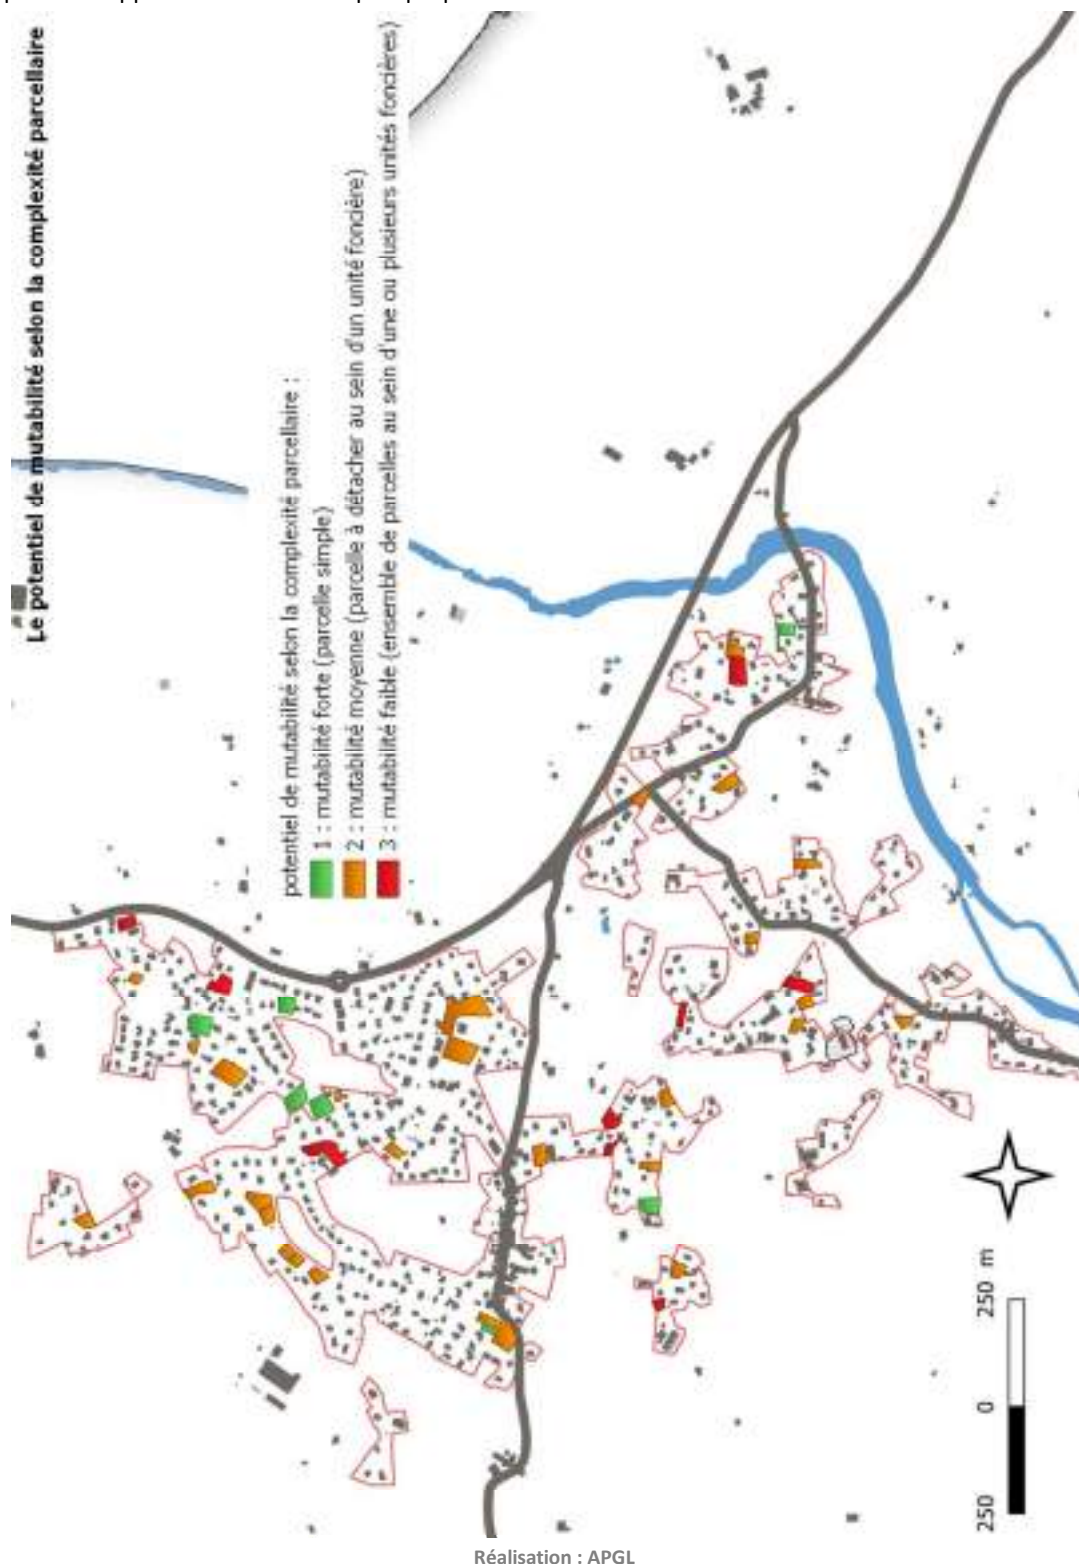 Le potentiel de mutabilité selon la complexité parcellaire
potentiel de mutabilité selon la complexité parcellaire :
1 : mutabilité forte (parcelle simple)
2 : mutabilité moyenne (parcelle à détacher au sein d'un unité foncière)
3 : mutabilité faible (ensemble de parcelles au sein d'une ou plusieurs unités foncières)
250 0 250 m
Réalisation : APGL